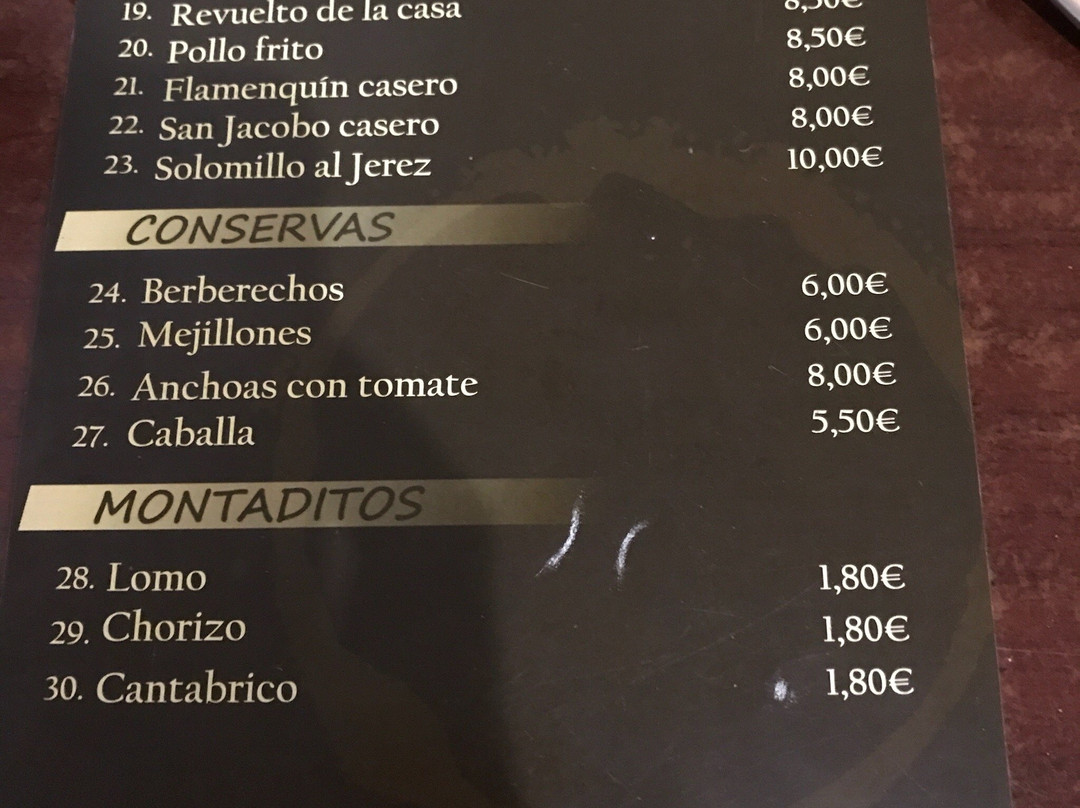 19. Revuelto de la casa 8,50€
20. Pollo frito 8,50€
21. Flamenquín casero 8,00€
22. San Jacobo casero 8,00€
23. Solomillo al Jerez 10,00€
CONSERVAS
24. Berberechos 6,00€
25. Mejillones 6,00€
26. Anchoas con tomate 8,00€
27. Caballa 5,50€
MONTADITOS
28. Lomo 1,80€
29. Chorizo 1,80€
30. Cantabrico 1,80€